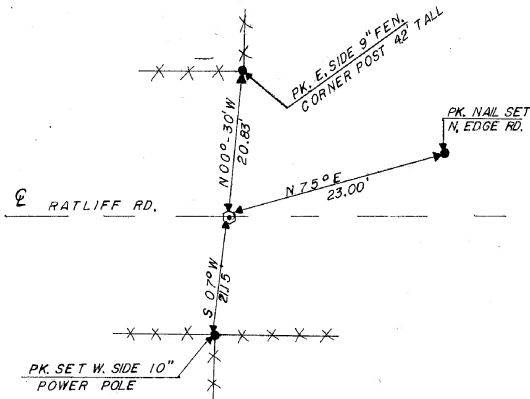 PK. E. SIDE 9" FEN.
CORNER POST 42' TALL
PK. NAIL SET
N. EDGE RD.
N 00°-30' W
20.83'
N 75° E
23.00'
℄ RATLIFF RD.
S 07° W
21.15'
PK. SET W. SIDE 10"
POWER POLE